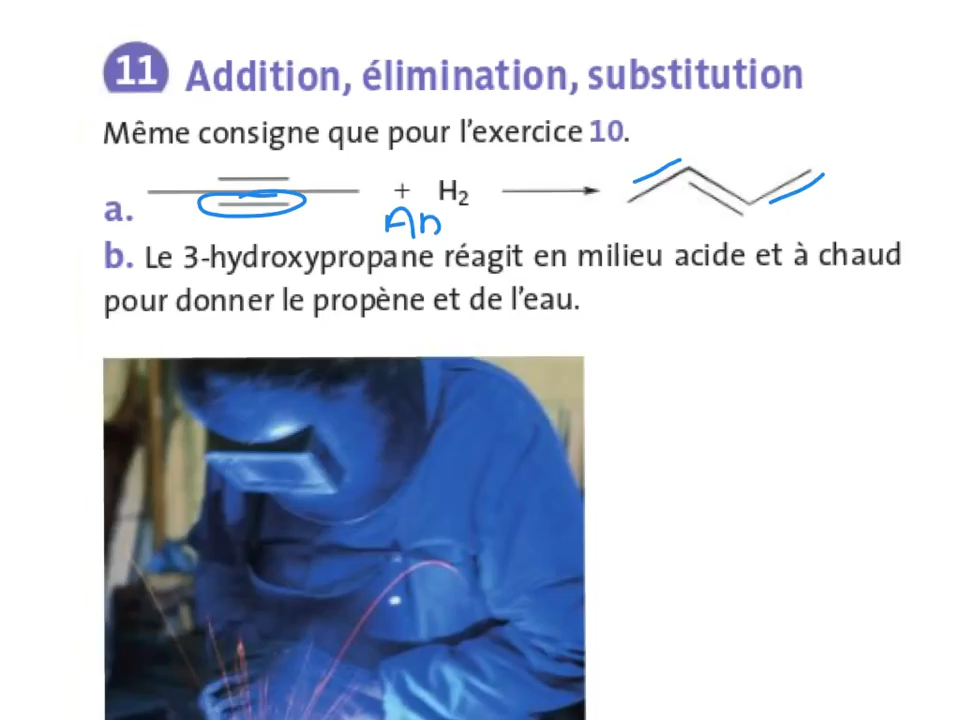 11 Addition, élimination, substitution
Même consigne que pour l'exercice 10.
a. + H₂
An
b. Le 3-hydroxypropane réagit en milieu acide et à chaud
pour donner le propène et de l'eau.